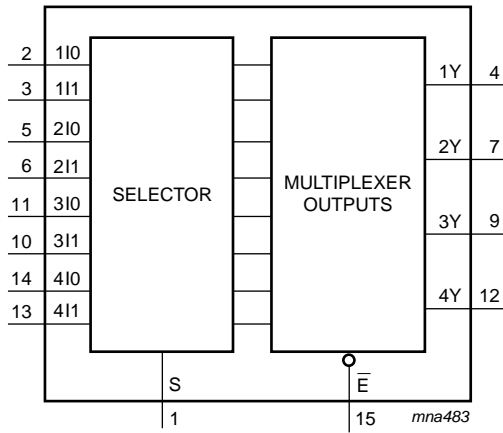 2 1I0
3 1I1
5 2I0
6 2I1
11 3I0
10 3I1
14 4I0
13 4I1
SELECTOR
MULTIPLEXER
OUTPUTS
1Y 4
2Y 7
3Y 9
4Y 12
S
1
E̅
15
mna483